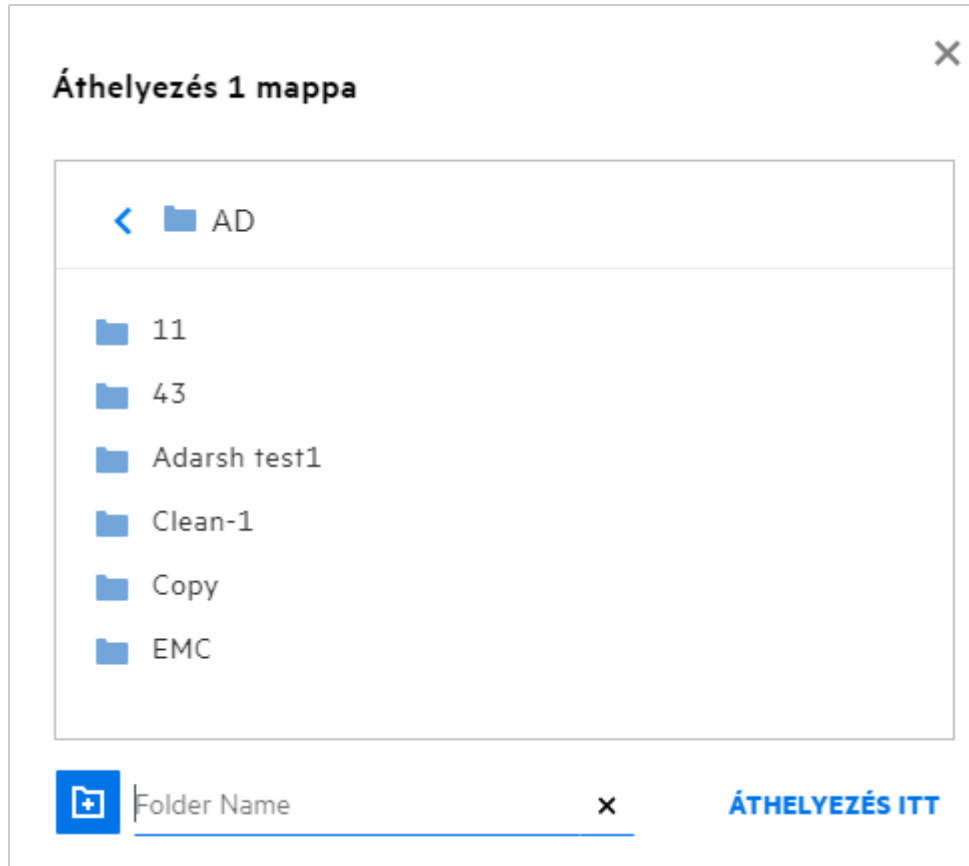 Áthelyezés 1 mappa
AD
11
43
Adarsh test1
Clean-1
Copy
EMC
Folder Name
ÁTHELYEZÉS ITT